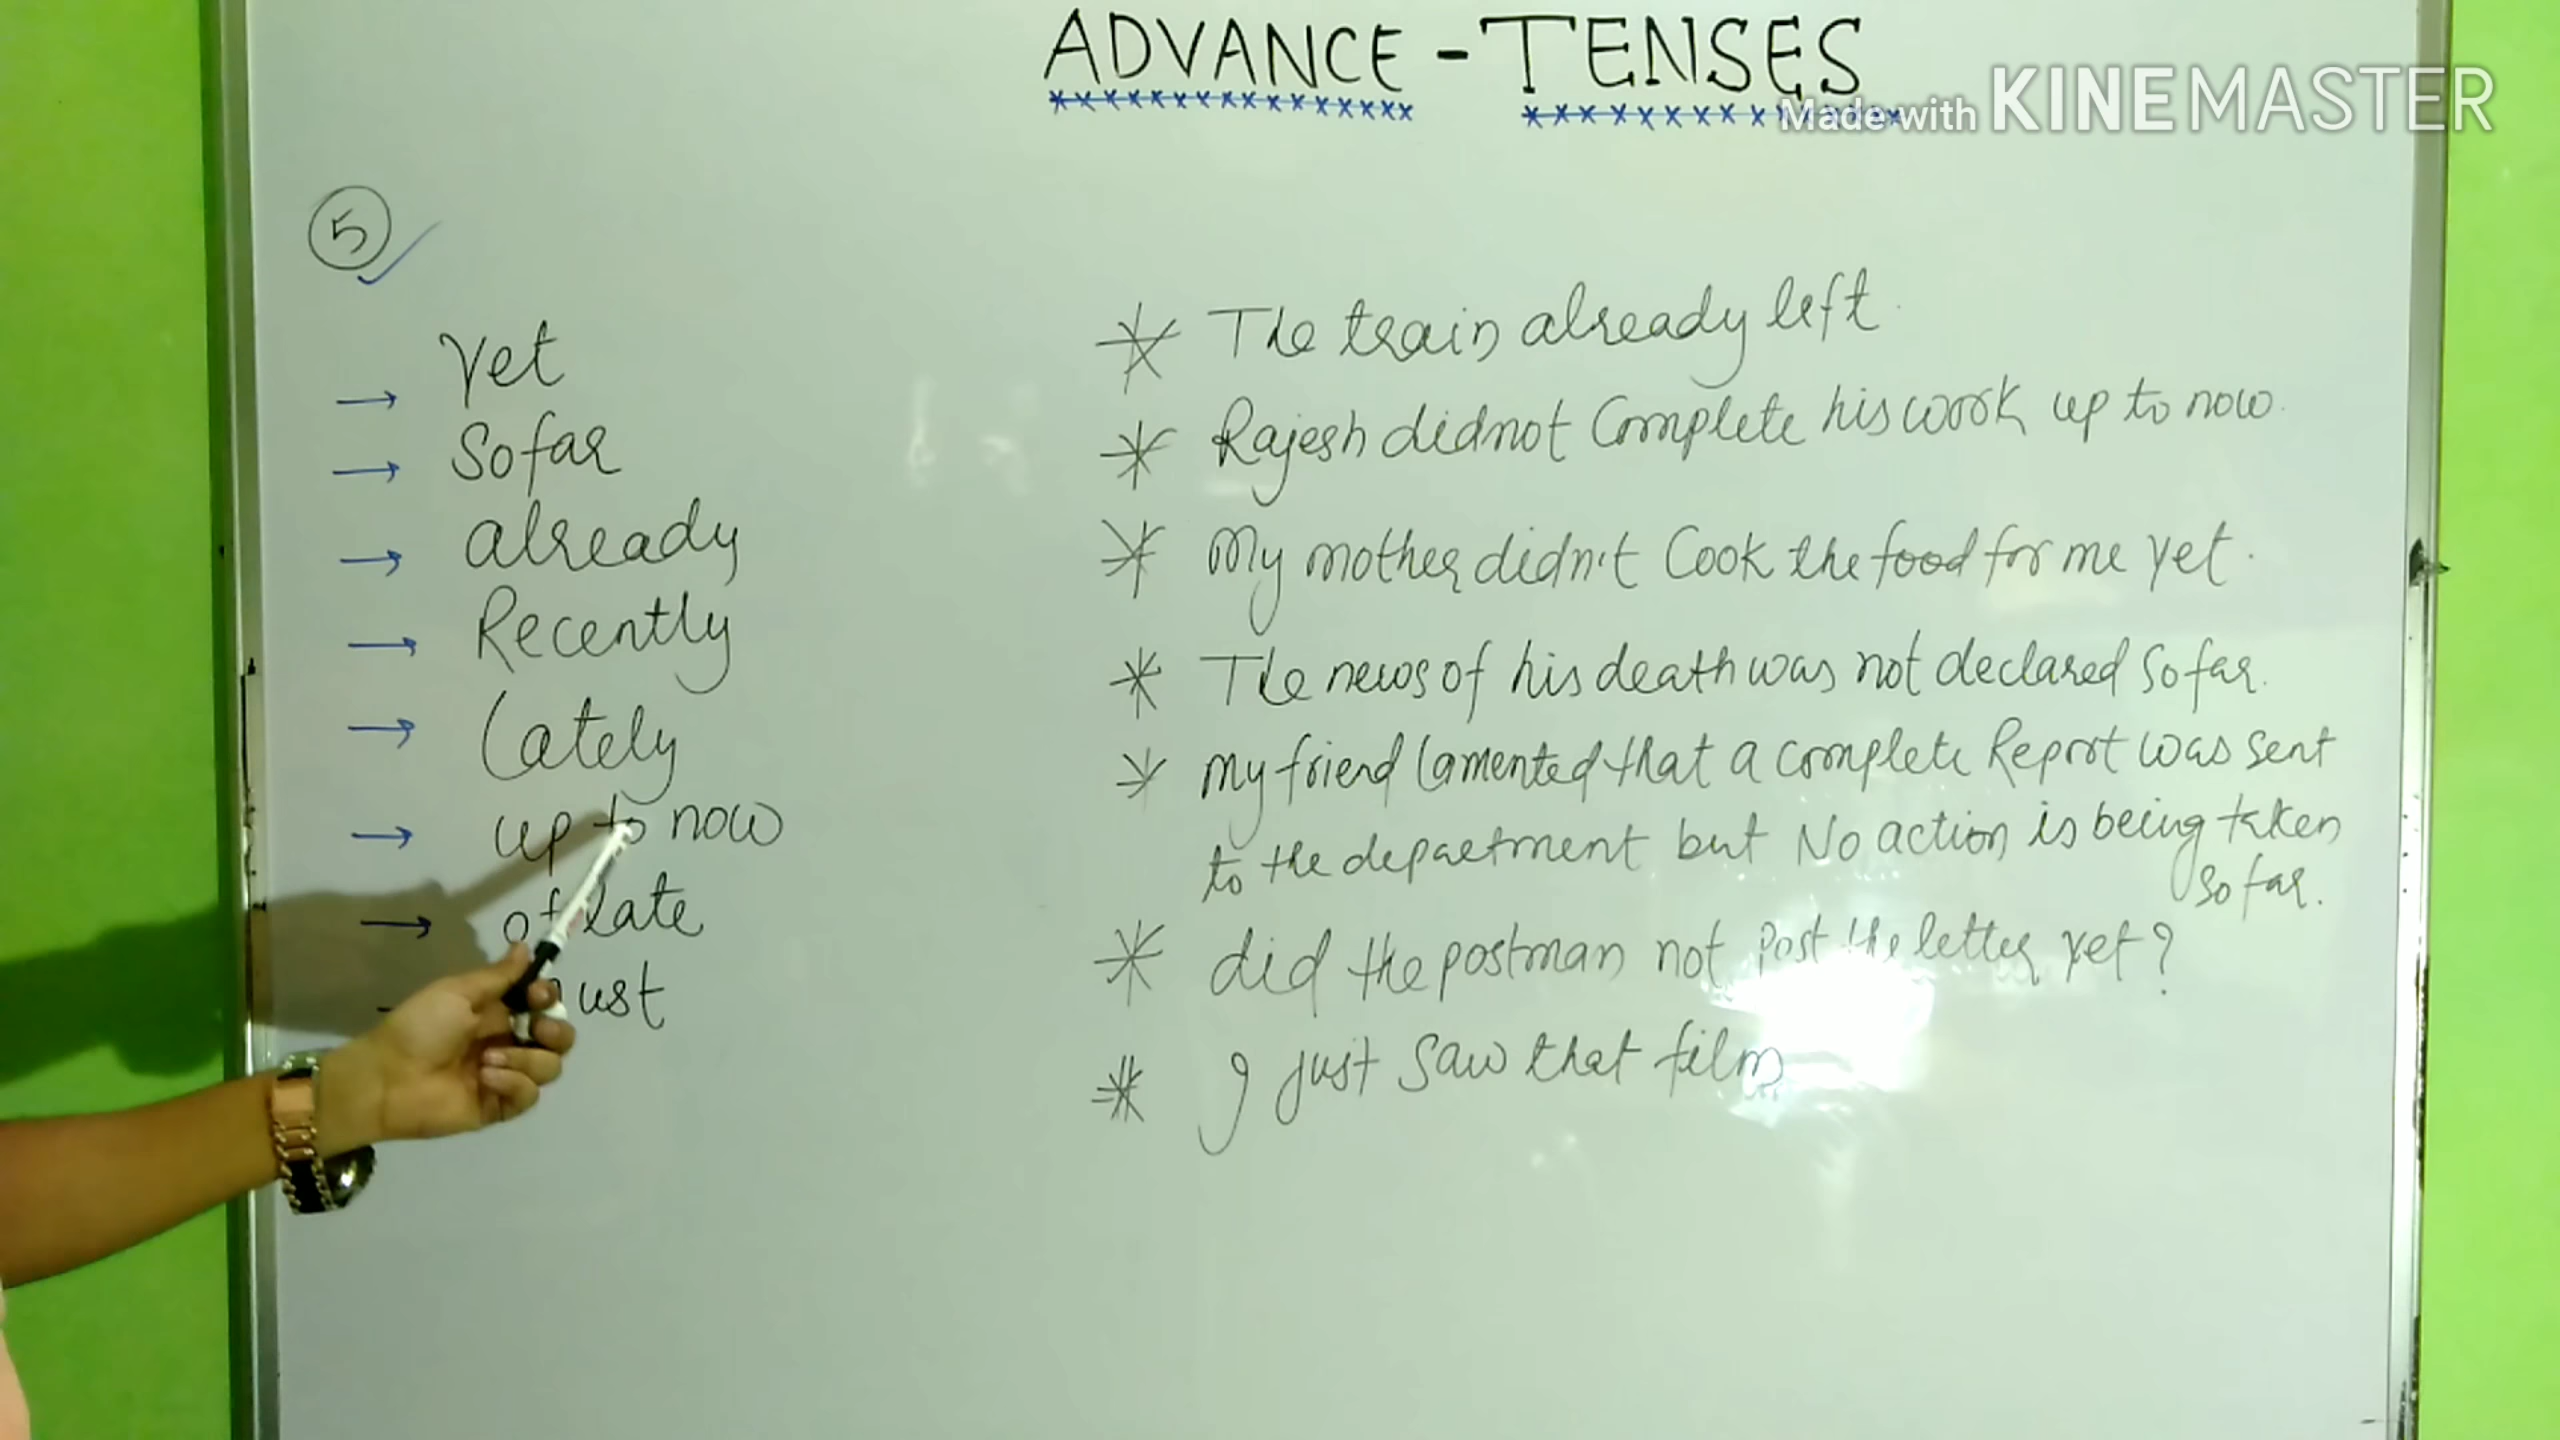 ADVANCE - TENSES
Made with KINEMASTER
5
Yet
Sofar
already
Recently
Lately
up to now
of late
Just
The train already left.
Rajesh didnot Complete his work up to now.
My mother didn't Cook the food for me yet.
The news of his death was not declared So far.
my friend lamented that a complete Report was sent
to the department but No action is being taken
so far.
did the postman not post the letter yet?
I just saw that film.